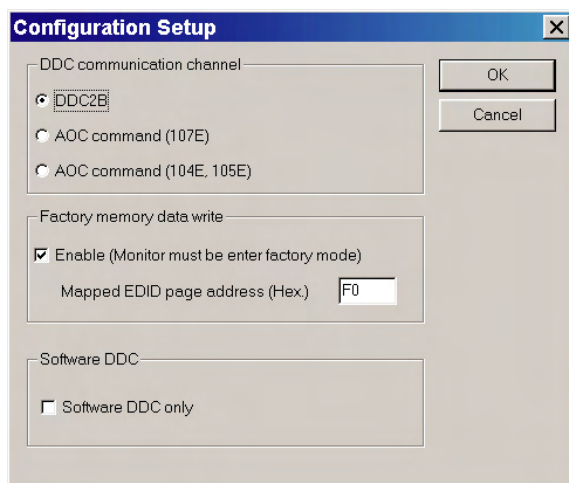 Configuration Setup
DDC communication channel
OK
DDC2B
Cancel
AOC command (107E)
AOC command (104E, 105E)
Factory memory data write
Enable (Monitor must be enter factory mode)
Mapped EDID page address (Hex.) F0
Software DDC
Software DDC only